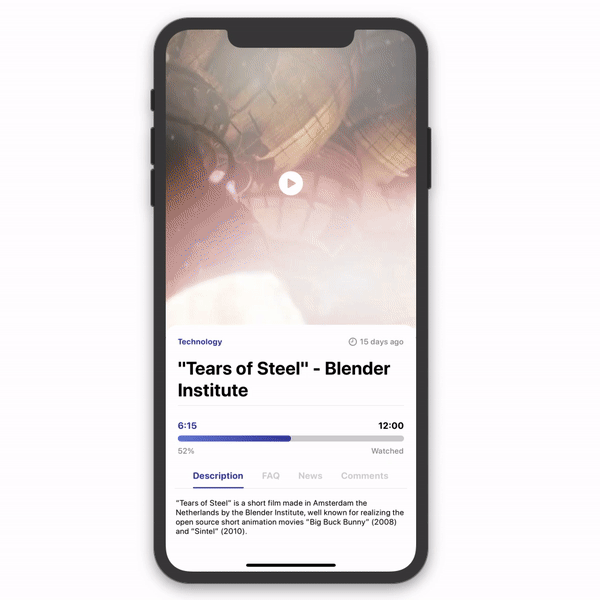 Technology
15 days ago
"Tears of Steel" - Blender
Institute
6:15
12:00
52%
Watched
Description
FAQ
News
Comments
"Tears of Steel" is a short film made in Amsterdam the
Netherlands by the Blender Institute, well known for realizing the
open source short animation movies "Big Buck Bunny" (2008)
and "Sintel" (2010).